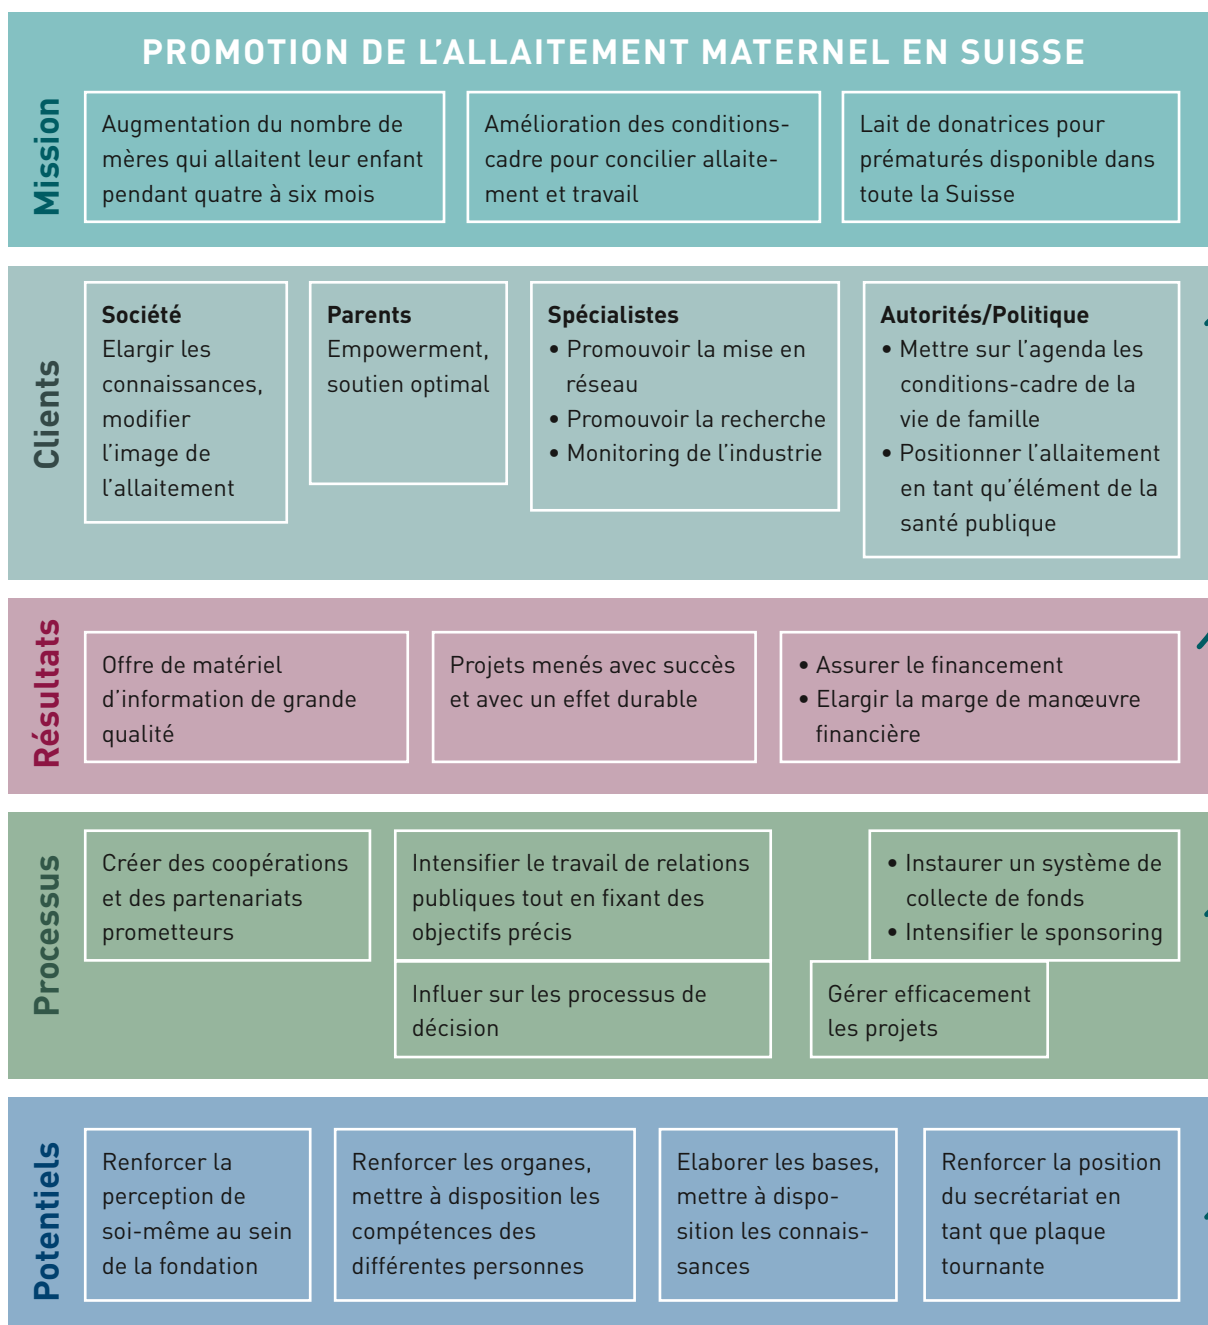 PROMOTION DE L'ALLAITEMENT MATERNEL EN SUISSE
Mission
Augmentation du nombre de
mères qui allaitent leur enfant
pendant quatre à six mois
Amélioration des conditions-
cadre pour concilier allaite-
ment et travail
Lait de donatrices pour
prématurés disponible dans
toute la Suisse
Clients
Société
Elargir les
connaissances,
modifier
l'image de
l'allaitement
Parents
Empowerment,
soutien optimal
Spécialistes
• Promouvoir la mise en
réseau
• Promouvoir la recherche
• Monitoring de l'industrie
Autorités/Politique
• Mettre sur l'agenda les
conditions-cadre de la
vie de famille
• Positionner l'allaitement
en tant qu'élément de la
santé publique
Résultats
Offre de matériel
d'information de grande
qualité
Projets menés avec succès
et avec un effet durable
• Assurer le financement
• Elargir la marge de manœuvre
financière
Processus
Créer des coopérations
et des partenariats
prometteurs
Intensifier le travail de relations
publiques tout en fixant des
objectifs précis
• Instaurer un système de
collecte de fonds
• Intensifier le sponsoring
Influer sur les processus de
décision
Gérer efficacement
les projets
Potentiels
Renforcer la
perception de
soi-même au sein
de la fondation
Renforcer les organes,
mettre à disposition les
compétences des
différentes personnes
Elaborer les bases,
mettre à dispo-
sition les connais-
sances
Renforcer la position
du secrétariat en
tant que plaque
tournante